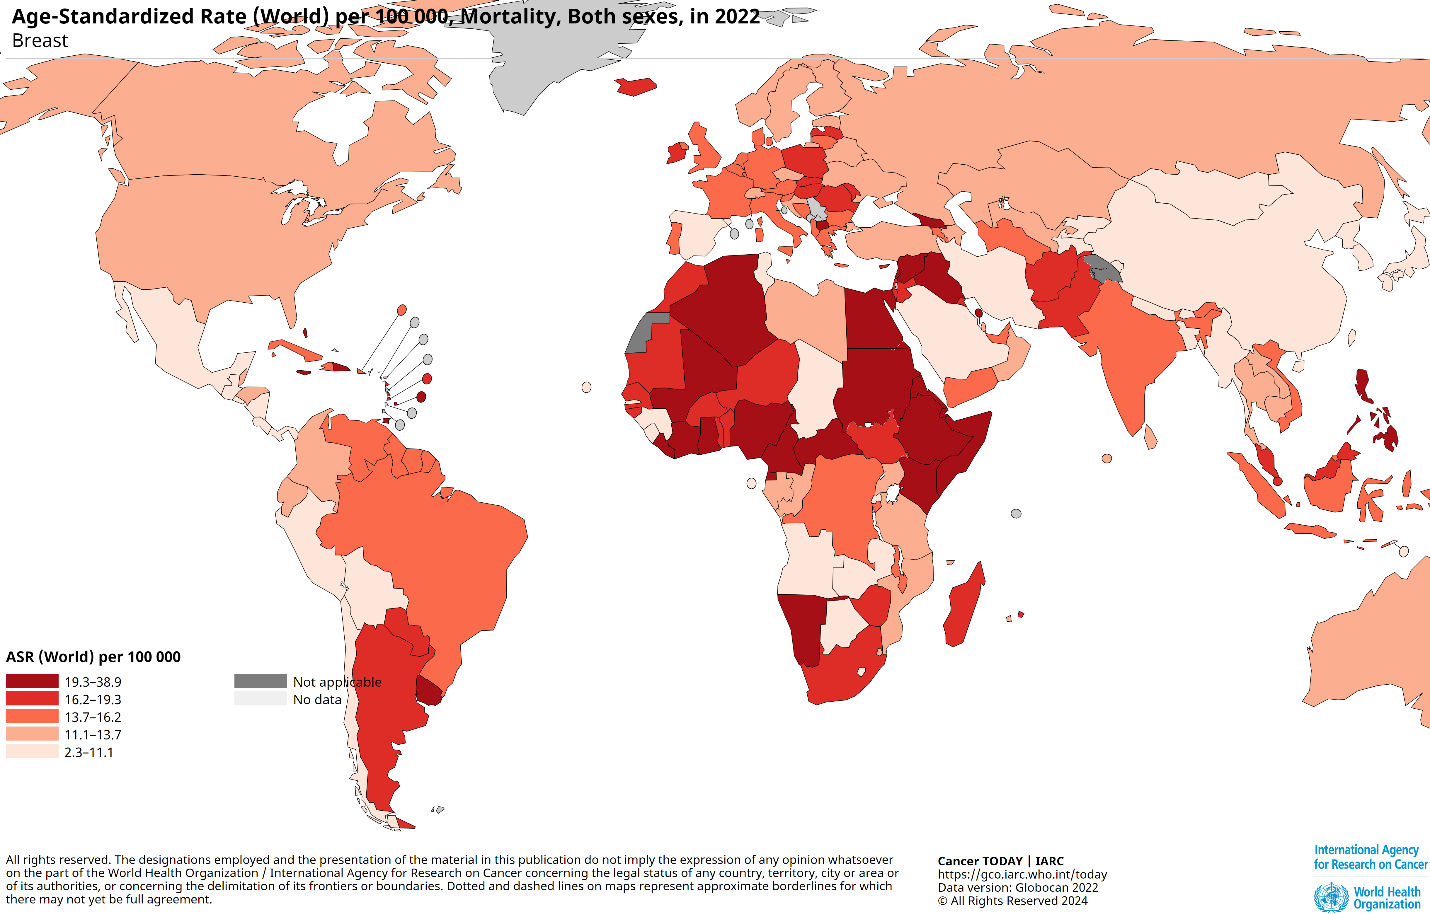 Age-Standardized Rate (World) per 100 000, Mortality, Both sexes, in 2022
Breast
ASR (World) per 100 000
19.3–38.9
16.2–19.3
13.7–16.2
11.1–13.7
2.3–11.1
Not applicable
No data
All rights reserved. The designations employed and the presentation of the material in this publication do not imply the expression of any opinion whatsoever
on the part of the World Health Organization / International Agency for Research on Cancer concerning the legal status of any country, territory, city or area or
of its authorities, or concerning the delimitation of its frontiers or boundaries. Dotted and dashed lines on maps represent approximate borderlines for which
there may not yet be full agreement.
Cancer TODAY | IARC
https://gco.iarc.who.int/today
Data version: Globocan 2022
© All Rights Reserved 2024
International Agency
for Research on Cancer
World Health
Organization